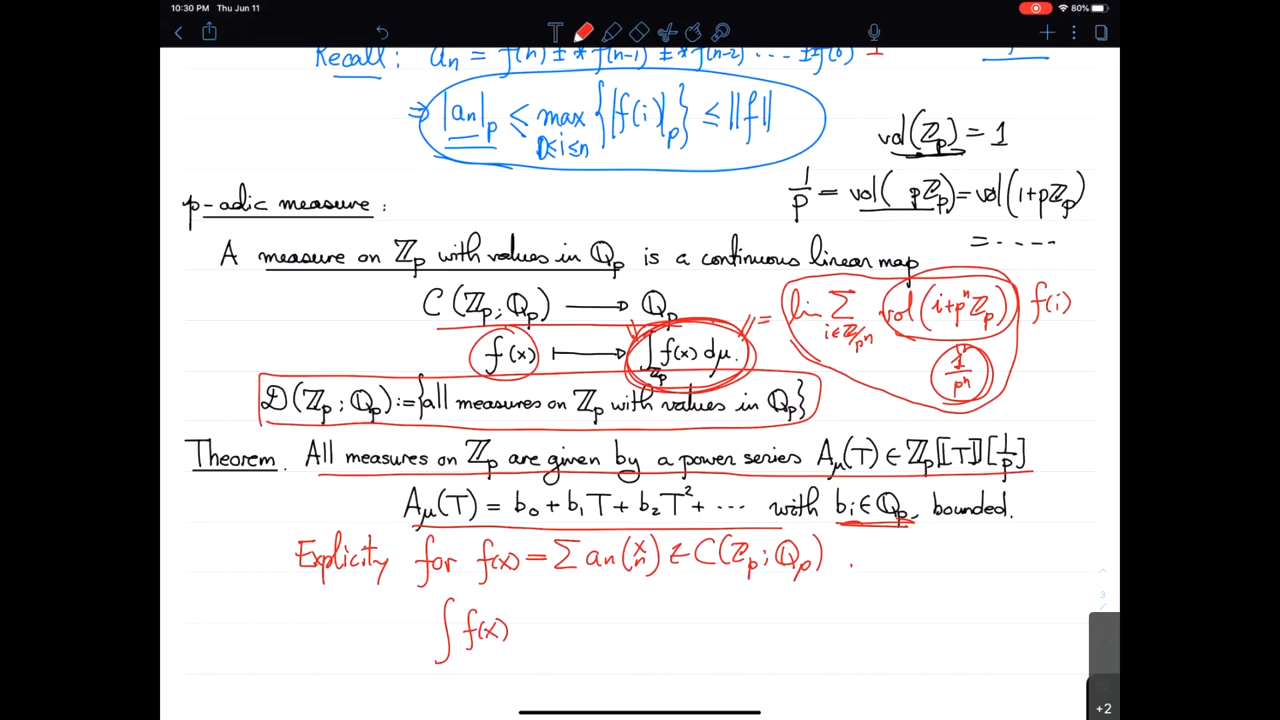 10:30 PM Thu Jun 11
80%
Recall : aₙ = f(n) ± * f(n-1) ± * f(n-2) .... ± f(0)
⇒ |aₙ|ₚ ≤ max {|f(i)|ₚ} ≤ ||f||
0≤i≤n
vol(ℤₚ) = 1
1/p = vol( pℤₚ) = vol(1+pℤₚ)
= ·····
p-adic measure :
A measure on ℤₚ with values in ℚₚ is a continuous linear map
C (ℤₚ ; ℚₚ) ⟶ ℚₚ
f(x) ⟼ ∫_ℤₚ f(x) dμ.
= lim ∑_{i∈ℤ/pⁿ} vol(i+pⁿℤₚ) f(i)
1/pⁿ
𝒟(ℤₚ ; ℚₚ) := {all measures on ℤₚ with values in ℚₚ}
Theorem. All measures on ℤₚ are given by a power series A_μ(T) ∈ ℤₚ[[T]][1/p]
A_μ(T) = b₀ + b₁T + b₂T² + ··· with bᵢ ∈ ℚₚ bounded.
Explicity for f(x) = ∑ an (x n) ∈ C(ℤₚ ; ℚₚ) .
∫ f(x)
3
+2